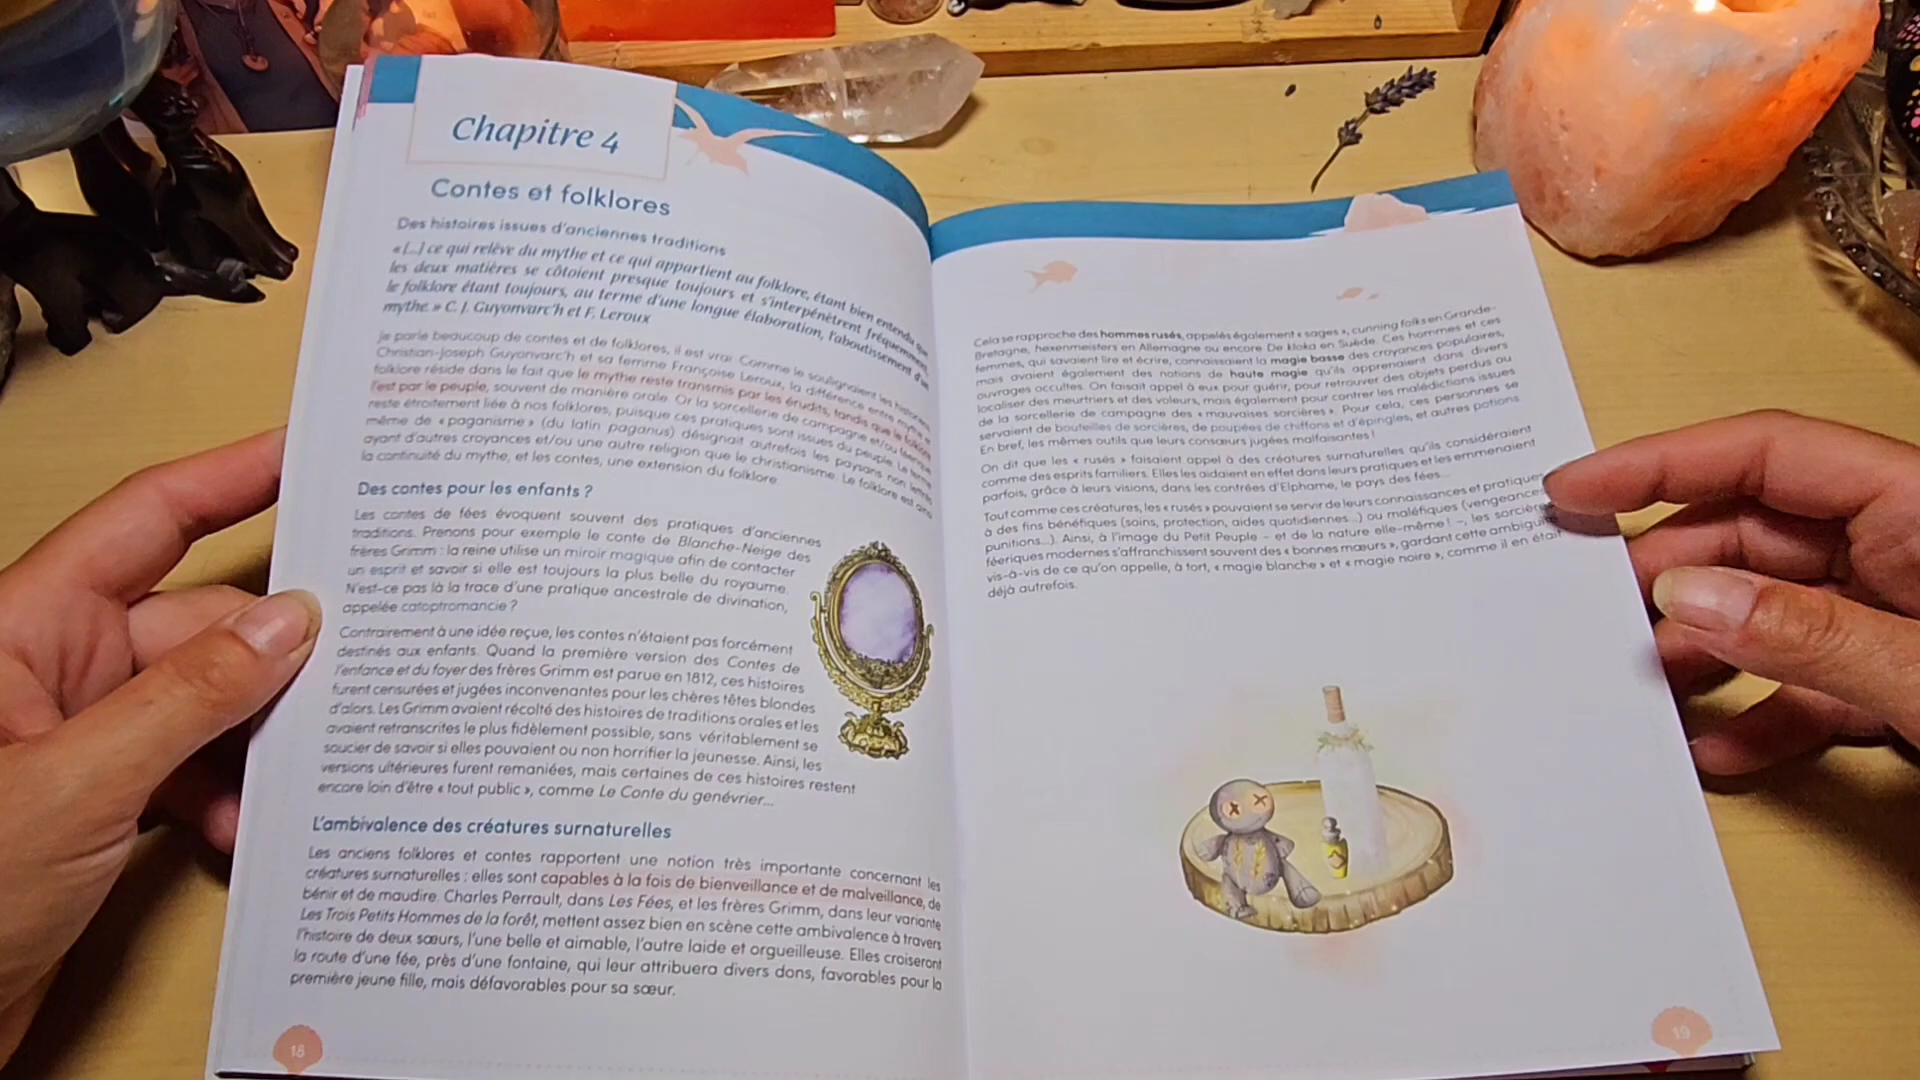 Chapitre 4
Contes et folklores
Des histoires issues d'anciennes traditions
« [...] ce qui relève du mythe et ce qui appartient au folklore, étant bien entendu que
les deux matières se côtoient presque toujours et s'interpénètrent fréquemment,
le folklore étant toujours, au terme d'une longue élaboration, l'aboutissement d'un
mythe. » C. J. Guyonvarc'h et F. Leroux
Je parle beaucoup de contes et de folklores, il est vrai. Comme le soulignaient les historiens
Christian-Joseph Guyonvarc'h et sa femme Françoise Leroux, la différence entre mythe et
folklore réside dans le fait que le mythe reste transmis par les érudits, tandis que le folklore
l'est par le peuple, souvent de manière orale. Or la sorcellerie de campagne et/ou féerique
reste étroitement liée à nos folklores, puisque ces pratiques sont issues du peuple. Le terme
même de « paganisme » (du latin paganus) désignait autrefois les paysans non lettrés
ayant d'autres croyances et/ou une autre religion que le christianisme. Le folklore est ainsi
la continuité du mythe, et les contes, une extension du folklore.
Des contes pour les enfants ?
Les contes de fées évoquent souvent des pratiques d'anciennes
traditions. Prenons pour exemple le conte de Blanche-Neige des
frères Grimm : la reine utilise un miroir magique afin de contacter
un esprit et savoir si elle est toujours la plus belle du royaume.
N'est-ce pas là la trace d'une pratique ancestrale de divination,
appelée catoptromancie ?
Contrairement à une idée reçue, les contes n'étaient pas forcément
destinés aux enfants. Quand la première version des Contes de
l'enfance et du foyer des frères Grimm est parue en 1812, ces histoires
furent censurées et jugées inconvenantes pour les chères têtes blondes
d'alors. Les Grimm avaient récolté des histoires de traditions orales et les
avaient retranscrites le plus fidèlement possible, sans véritablement se
soucier de savoir si elles pouvaient ou non horrifier la jeunesse. Ainsi, les
versions ultérieures furent remaniées, mais certaines de ces histoires restent
encore loin d'être « tout public », comme Le Conte du genévrier...
L'ambivalence des créatures surnaturelles
Les anciens folklores et contes rapportent une notion très importante concernant les
créatures surnaturelles : elles sont capables à la fois de bienveillance et de malveillance, de
bénir et de maudire. Charles Perrault, dans Les Fées, et les frères Grimm, dans leur variante
Les Trois Petits Hommes de la forêt, mettent assez bien en scène cette ambivalence à travers
l'histoire de deux sœurs, l'une belle et aimable, l'autre laide et orgueilleuse. Elles croiseront
la route d'une fée, près d'une fontaine, qui leur attribuera divers dons, favorables pour la
première jeune fille, mais défavorables pour sa sœur.
18
Cela se rapproche des hommes rusés, appelés également « sages », cunning folks en Grande-
Bretagne, hexenmeisters en Allemagne ou encore De kloka en Suède. Ces hommes et ces
femmes, qui savaient lire et écrire, connaissaient la magie basse des croyances populaires,
mais avaient également des notions de haute magie qu'ils apprenaient dans divers
ouvrages occultes. On faisait appel à eux pour guérir, pour retrouver des objets perdus ou
localiser des meurtriers et des voleurs, mais également pour contrer les malédictions issues
de la sorcellerie de campagne des « mauvaises sorcières ». Pour cela, ces personnes se
servaient de bouteilles de sorcières, de poupées de chiffons et d'épingles, et autres potions
En bref, les mêmes outils que leurs consœurs jugées malfaisantes !
On dit que les « rusés » faisaient appel à des créatures surnaturelles qu'ils considéraient
comme des esprits familiers. Elles les aidaient en effet dans leurs pratiques et les emmenaient
parfois, grâce à leurs visions, dans les contrées d'Elphame, le pays des fées...
Tout comme ces créatures, les « rusés » pouvaient se servir de leurs connaissances et pratiques
à des fins bénéfiques (soins, protection, aides quotidiennes...) ou maléfiques (vengeances
punitions...). Ainsi, à l'image du Petit Peuple – et de la nature elle-même ! –, les sorcières
féeriques modernes s'affranchissent souvent des « bonnes mœurs », gardant cette ambiguïté
vis-à-vis de ce qu'on appelle, à tort, « magie blanche » et « magie noire », comme il en était
déjà autrefois.
19